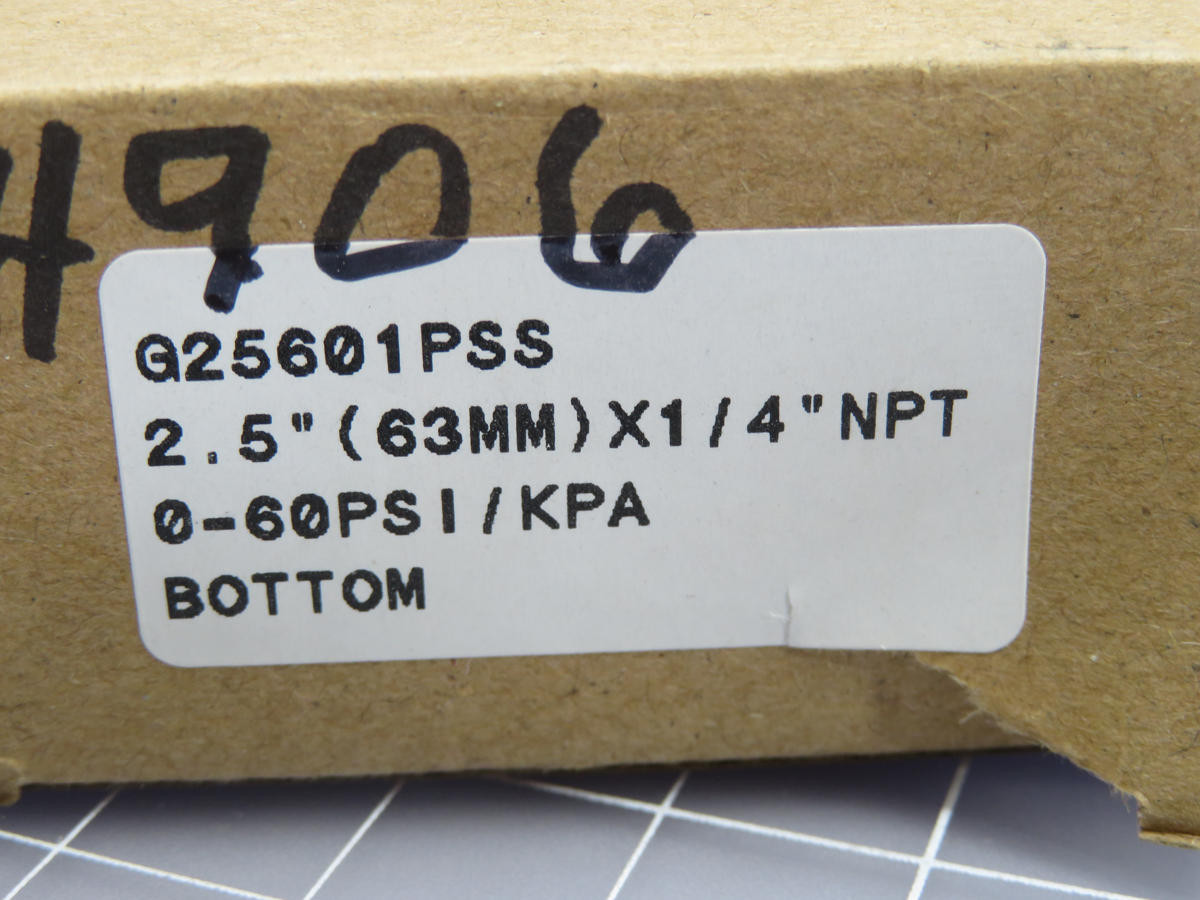 4906
G25601PSS
2.5"(63MM)X1/4"NPT
0-60PSI/KPA
BOTTOM